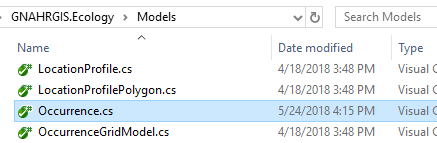 GNAHRGIS.Ecology > Models
Search Models
Name Date modified Type
LocationProfile.cs 4/18/2018 3:48 PM Visual C
LocationProfilePolygon.cs 4/18/2018 3:48 PM Visual C
Occurrence.cs 5/24/2018 4:15 PM Visual C
OccurrenceGridModel.cs 4/18/2018 3:48 PM Visual C